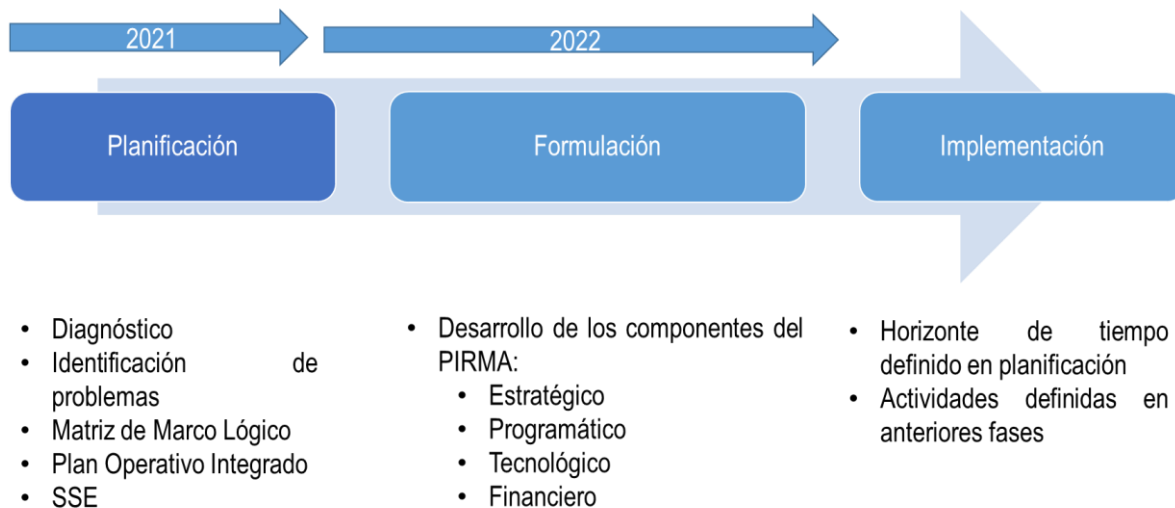 2021
2022
Planificación
Formulación
Implementación
• Diagnóstico
• Identificación de
problemas
• Matriz de Marco Lógico
• Plan Operativo Integrado
• SSE
• Desarrollo de los componentes del
PIRMA:
• Estratégico
• Programático
• Tecnológico
• Financiero
• Horizonte de tiempo
definido en planificación
• Actividades definidas en
anteriores fases